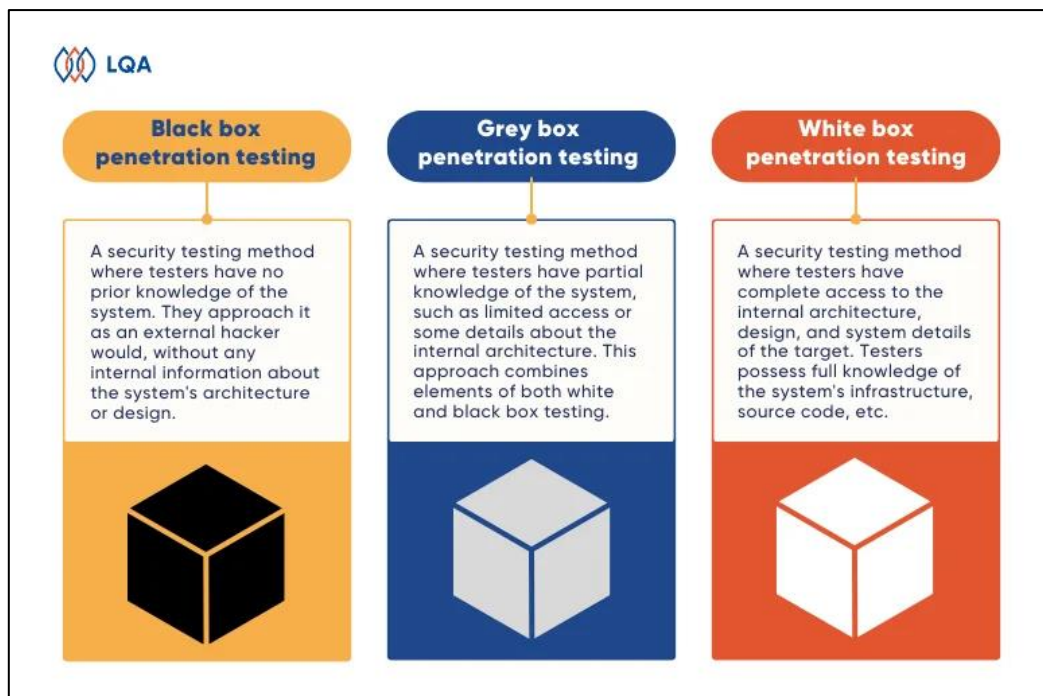 LQA
Black box
penetration testing
A security testing method
where testers have no
prior knowledge of the
system. They approach it
as an external hacker
would, without any
internal information about
the system's architecture
or design.
Grey box
penetration testing
A security testing method
where testers have partial
knowledge of the system,
such as limited access or
some details about the
internal architecture. This
approach combines
elements of both white
and black box testing.
White box
penetration testing
A security testing method
where testers have
complete access to the
internal architecture,
design, and system details
of the target. Testers
possess full knowledge of
the system's infrastructure,
source code, etc.